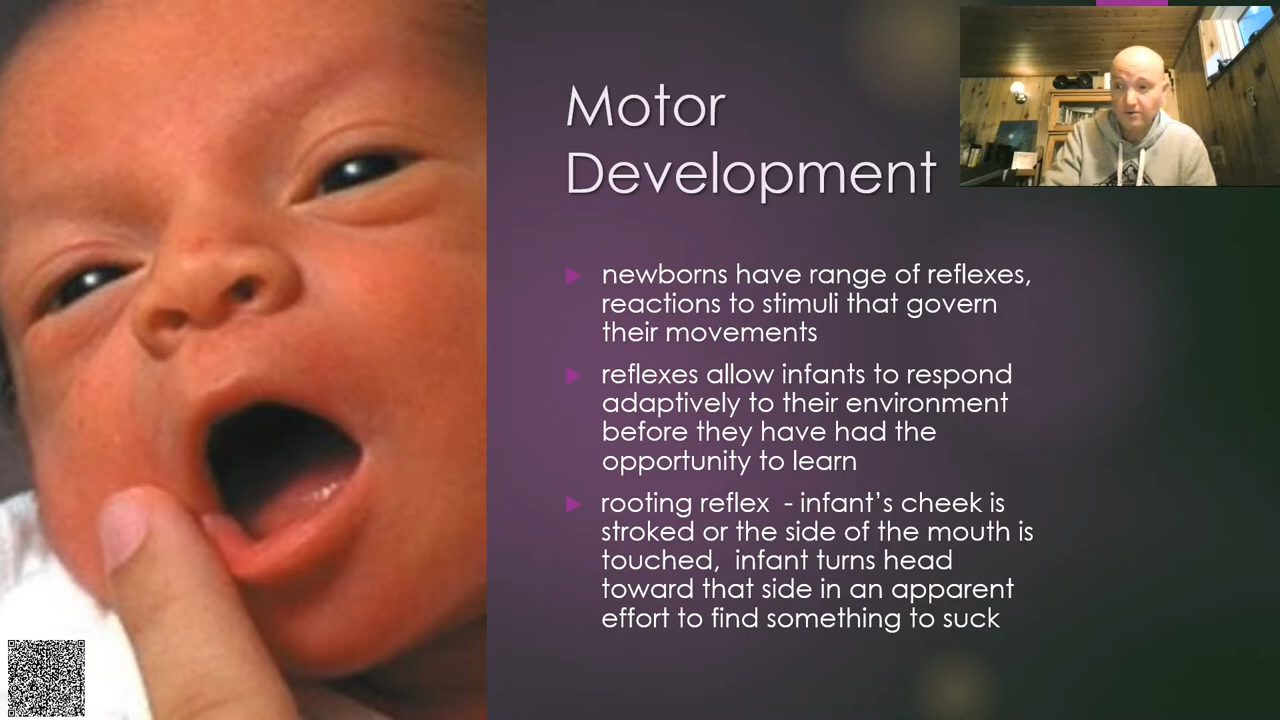 Motor
Development
newborns have range of reflexes,
reactions to stimuli that govern
their movements
reflexes allow infants to respond
adaptively to their environment
before they have had the
opportunity to learn
rooting reflex  - infant’s cheek is
stroked or the side of the mouth is
touched,  infant turns head
toward that side in an apparent
effort to find something to suck